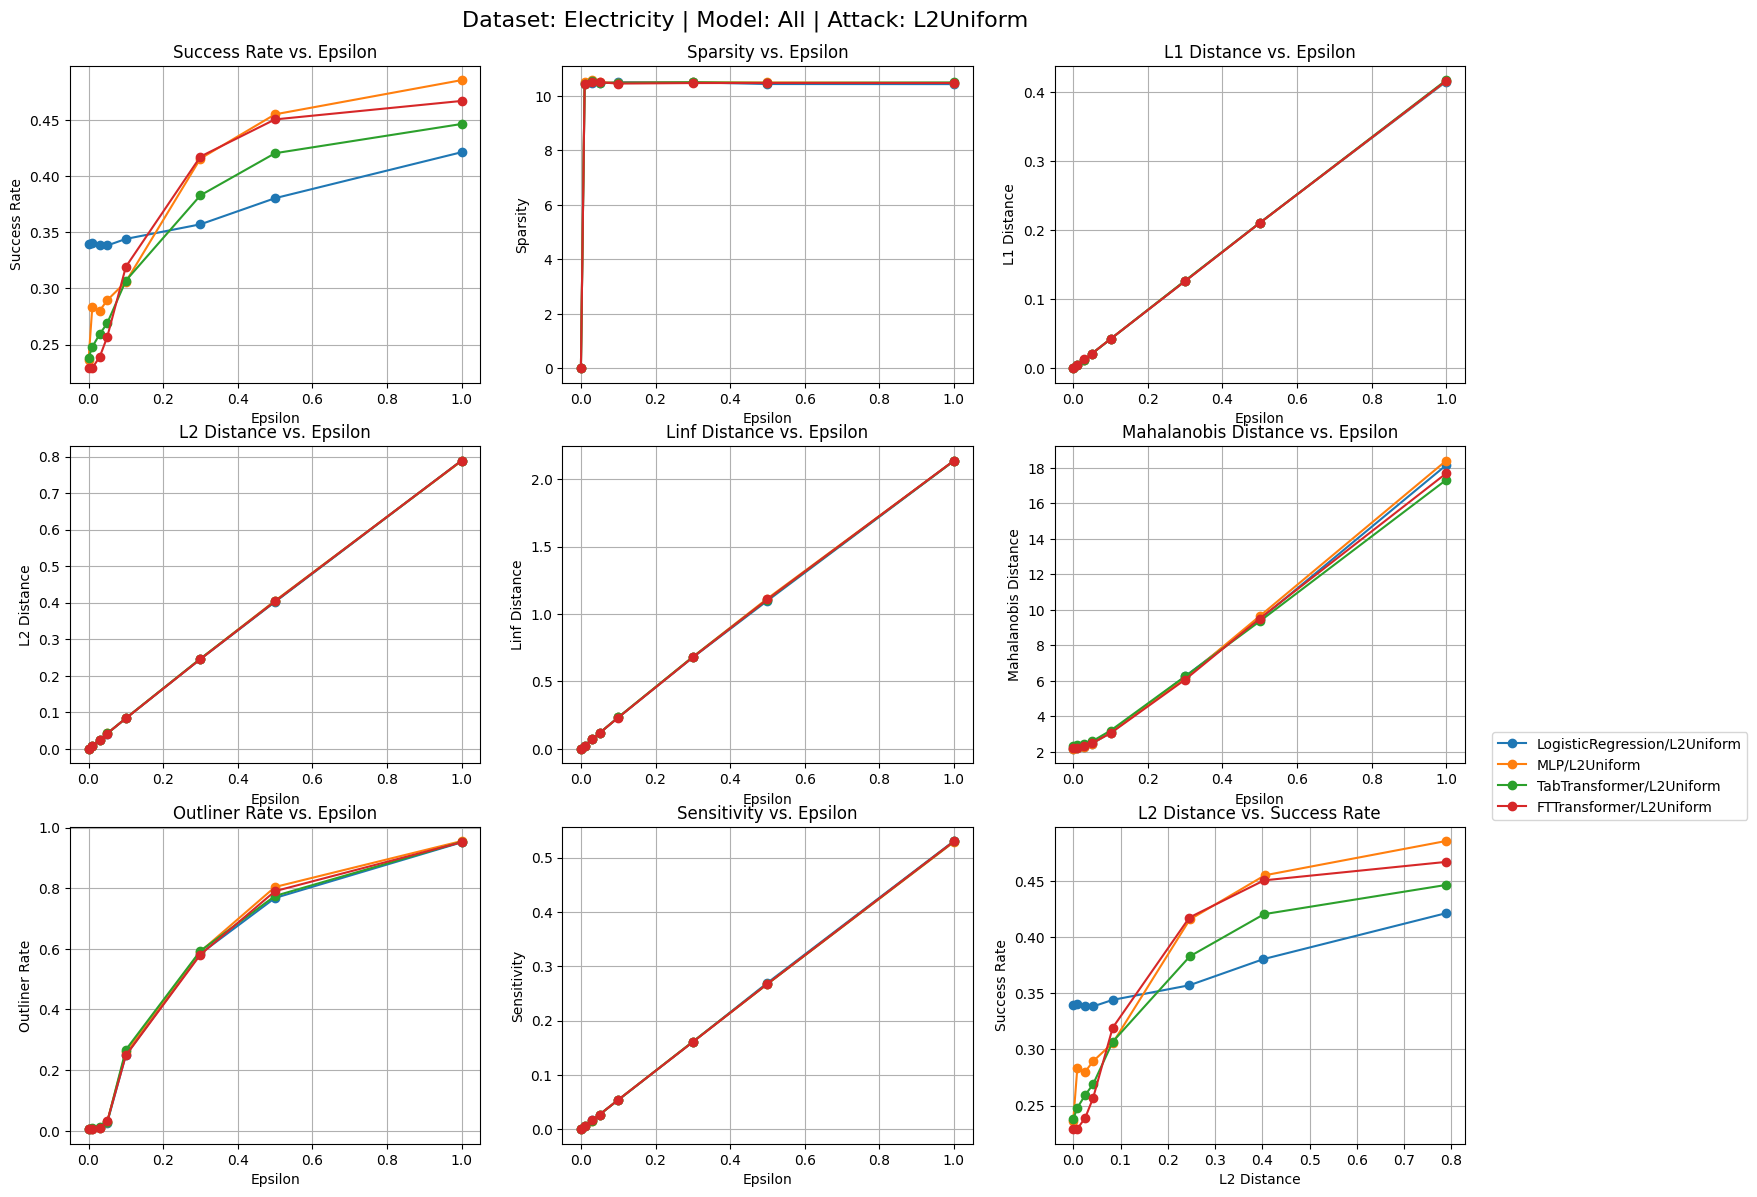 Dataset: Electricity | Model: All | Attack: L2Uniform
Success Rate vs. Epsilon
Success Rate
0.45
0.40
0.35
0.30
0.25
0.0 0.2 0.4 0.6 0.8 1.0
Epsilon
Sparsity vs. Epsilon
Sparsity
10
8
6
4
2
0
0.0 0.2 0.4 0.6 0.8 1.0
Epsilon
L1 Distance vs. Epsilon
L1 Distance
0.4
0.3
0.2
0.1
0.0
0.0 0.2 0.4 0.6 0.8 1.0
Epsilon
L2 Distance vs. Epsilon
L2 Distance
0.8
0.7
0.6
0.5
0.4
0.3
0.2
0.1
0.0
0.0 0.2 0.4 0.6 0.8 1.0
Epsilon
Linf Distance vs. Epsilon
Linf Distance
2.0
1.5
1.0
0.5
0.0
0.0 0.2 0.4 0.6 0.8 1.0
Epsilon
Mahalanobis Distance vs. Epsilon
Mahalanobis Distance
18
16
14
12
10
8
6
4
2
0.0 0.2 0.4 0.6 0.8 1.0
Epsilon
LogisticRegression/L2Uniform
MLP/L2Uniform
TabTransformer/L2Uniform
FTTransformer/L2Uniform
Outliner Rate vs. Epsilon
Outliner Rate
1.0
0.8
0.6
0.4
0.2
0.0
0.0 0.2 0.4 0.6 0.8 1.0
Epsilon
Sensitivity vs. Epsilon
Sensitivity
0.5
0.4
0.3
0.2
0.1
0.0
0.0 0.2 0.4 0.6 0.8 1.0
Epsilon
L2 Distance vs. Success Rate
Success Rate
0.45
0.40
0.35
0.30
0.25
0.0 0.1 0.2 0.3 0.4 0.5 0.6 0.7 0.8
L2 Distance